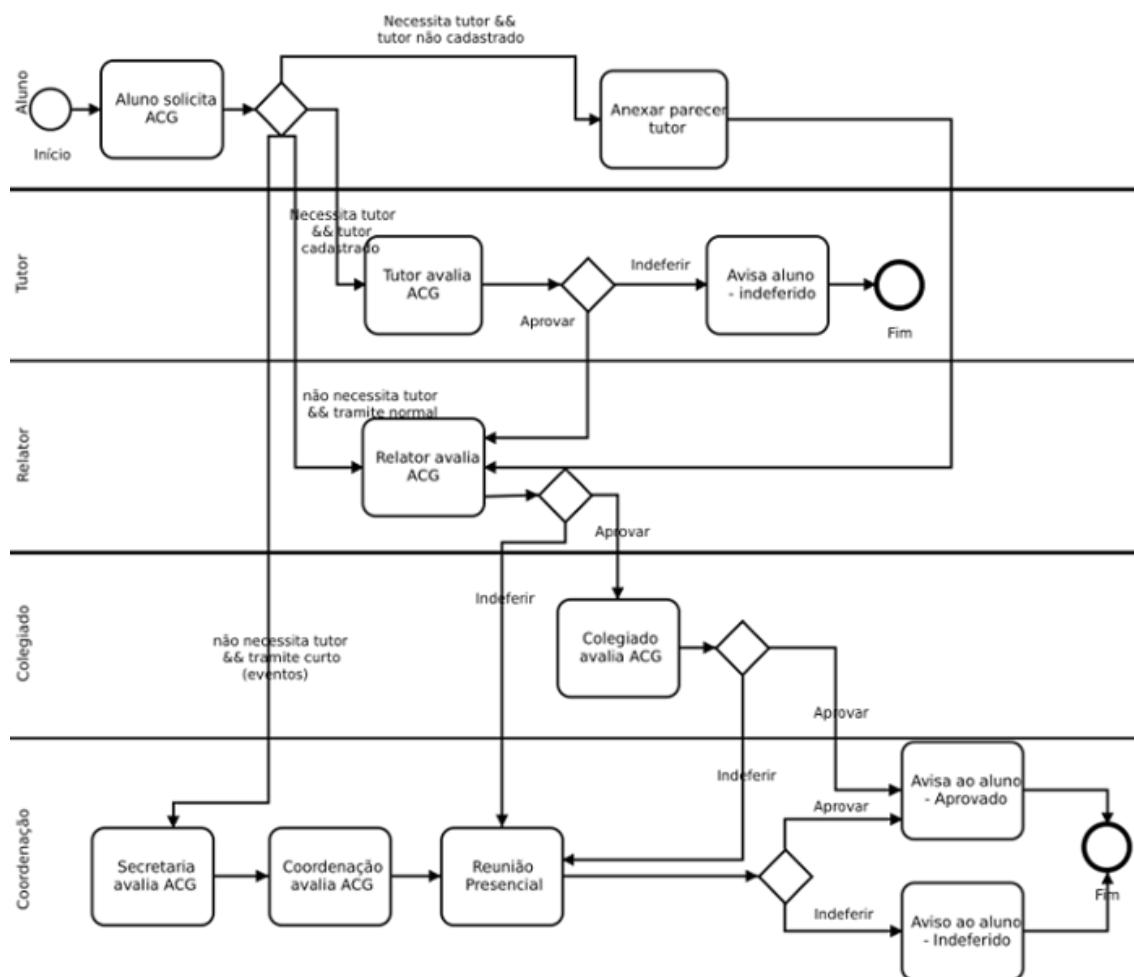 Necessita tutor &&
tutor não cadastrado
Aluno
Aluno solicita
ACG
Anexar parecer
tutor
Início
Necessita tutor
&& tutor
cadastrado
Tutor
Tutor avalia
ACG
Indeferir
Avisa aluno
- indeferido
Aprovar
Fim
não necessita tutor
&& tramite normal
Relator
Relator avalia
ACG
Aprovar
Indeferir
Colegiado
Colegiado
avalia ACG
não necessita tutor
&& tramite curto
(eventos)
Aprovar
Indeferir
Coordenação
Avisa ao aluno
- Aprovado
Aprovar
Secretaria
avalia ACG
Coordenação
avalia ACG
Reunião
Presencial
Fim
Indeferir
Aviso ao aluno
- Indeferido